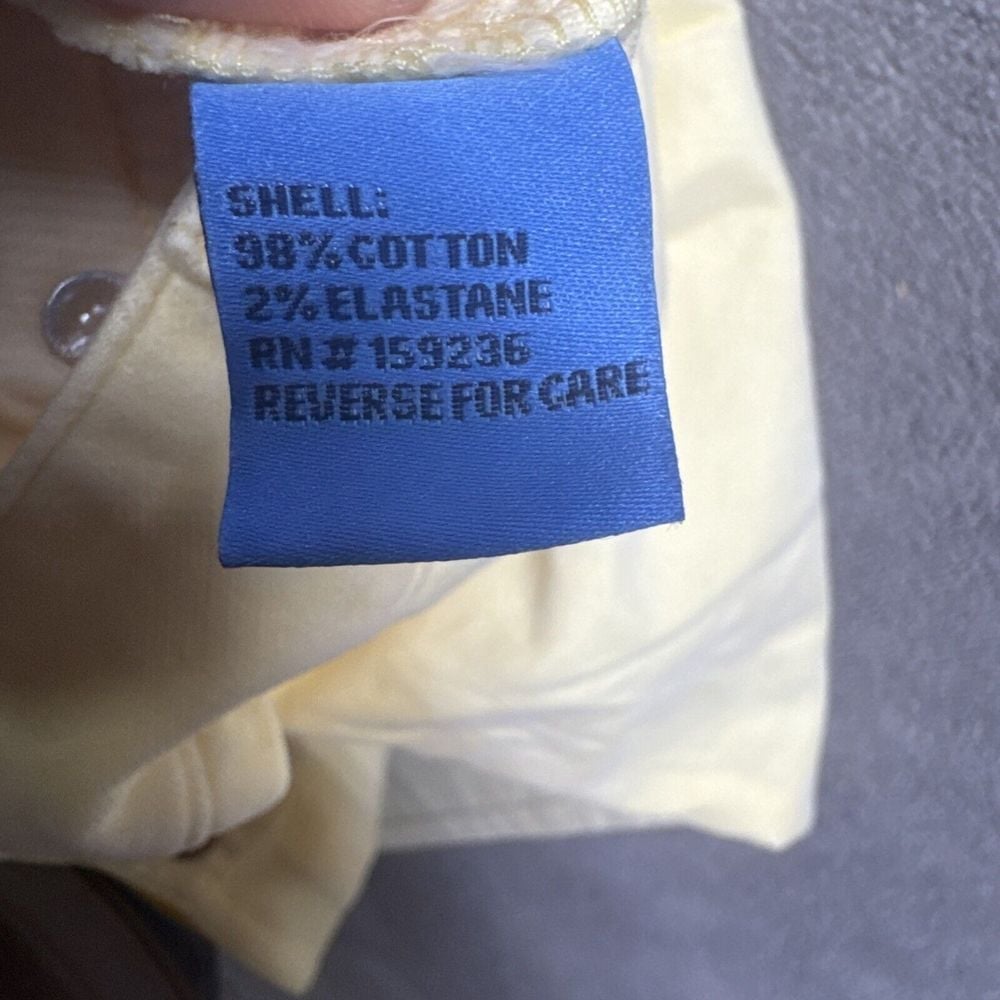 SHELL:
98% COTTON
2% ELASTANE
RN # 159236
REVERSE FOR CARE